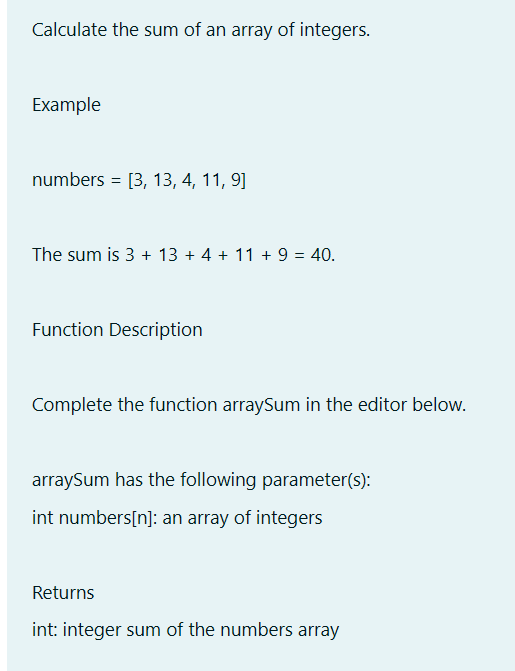 Calculate the sum of an array of integers.
Example
numbers = [3, 13, 4, 11, 9]
The sum is 3 + 13 + 4 + 11 + 9 = 40.
Function Description
Complete the function arraySum in the editor below.
arraySum has the following parameter(s):
int numbers[n]: an array of integers
Returns
int: integer sum of the numbers array